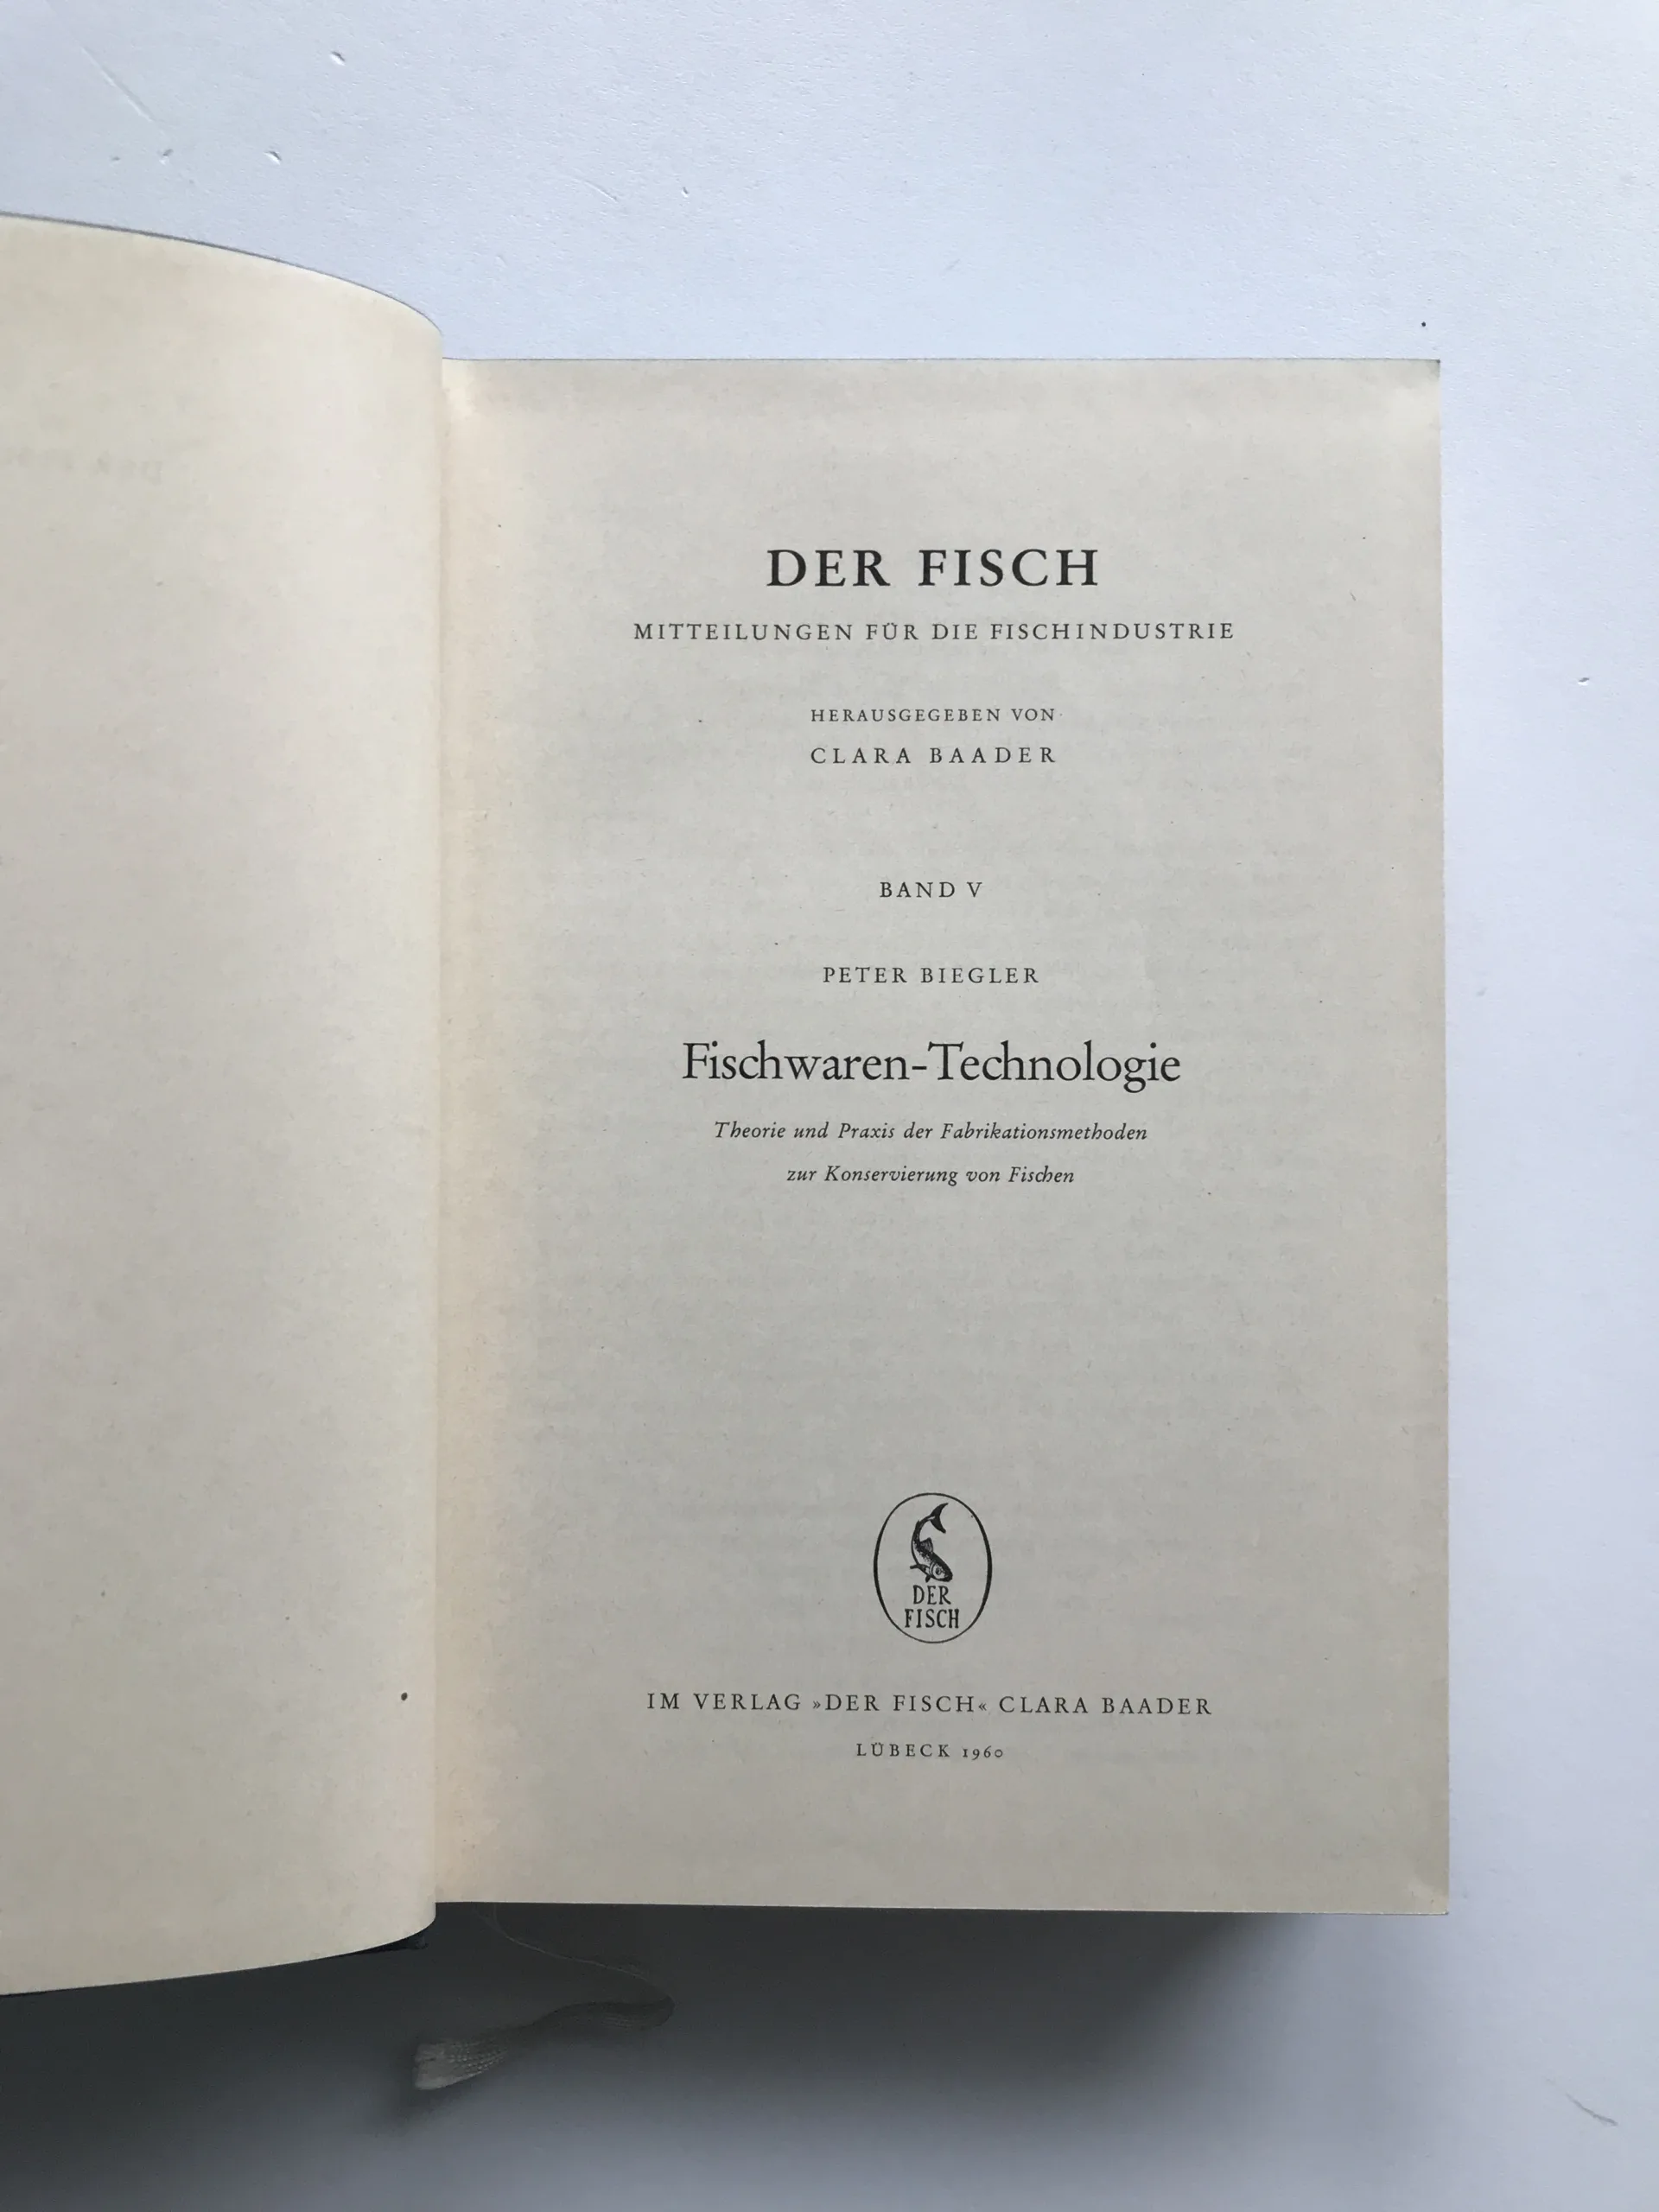 DER FISCH
MITTEILUNGEN FÜR DIE FISCHINDUSTRIE
HERAUSGEGEBEN VON
CLARA BAADER
BAND V
PETER BIEGLER
Fischwaren-Technologie
Theorie und Praxis der Fabrikationsmethoden
zur Konservierung von Fischen
DER
FISCH
IM VERLAG »DER FISCH« CLARA BAADER
LÜBECK 1960